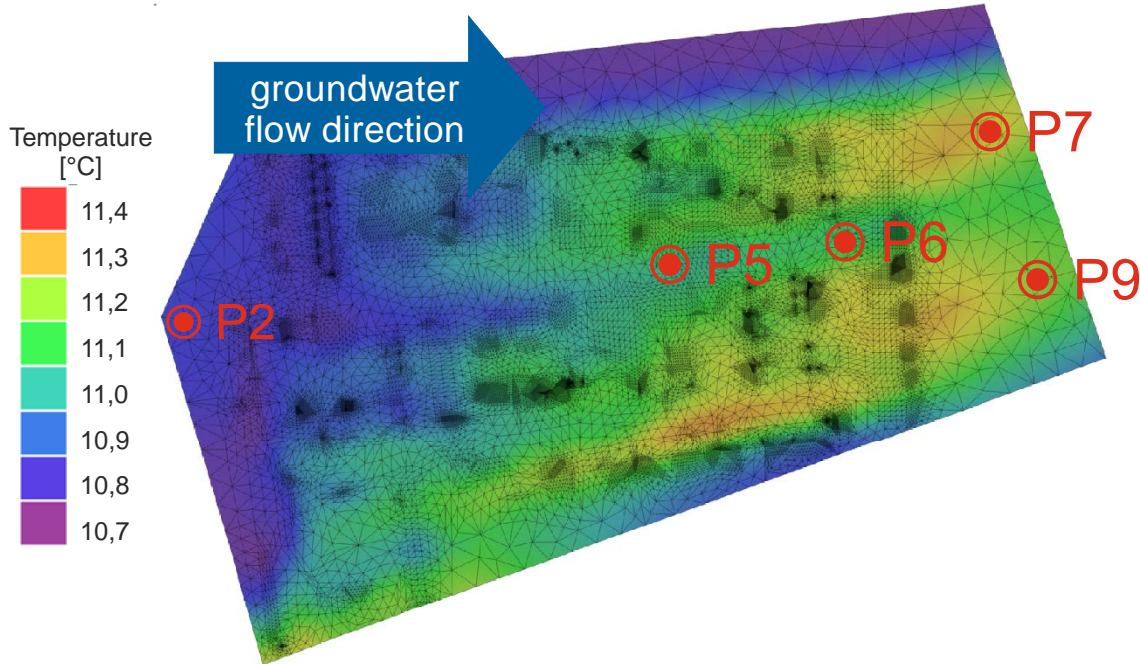 groundwater
flow direction
Temperature
[°C]
11,4
11,3
11,2
11,1
11,0
10,9
10,8
10,7
P7
P6
P5
P9
P2